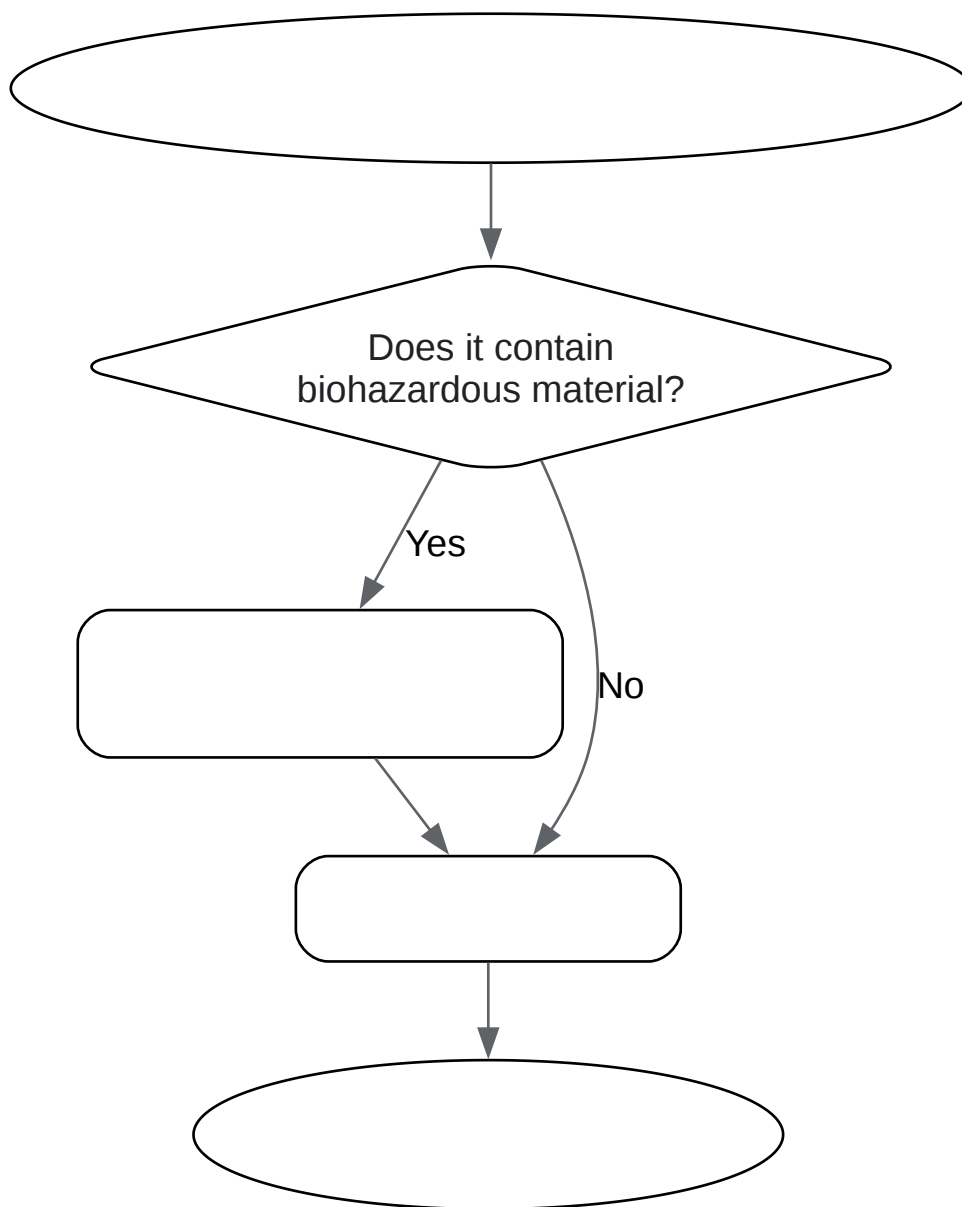 Does it contain
biohazardous material?
Yes
No